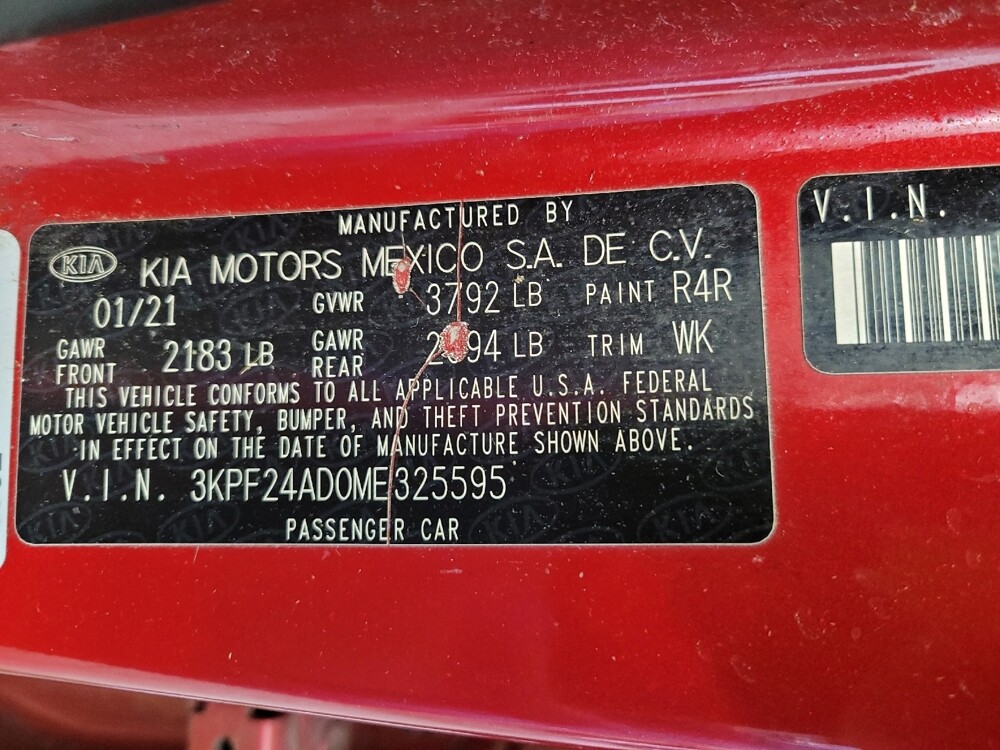 MANUFACTURED BY
KIA KIA MOTORS MEXICO S.A. DE C.V.
01/21 GVWR 3792 LB PAINT R4R
GAWR FRONT 2183 LB GAWR REAR LB TRIM WK
THIS VEHICLE CONFORMS TO ALL APPLICABLE U.S.A. FEDERAL
MOTOR VEHICLE SAFETY, BUMPER, AND THEFT PREVENTION STANDARDS
IN EFFECT ON THE DATE OF MANUFACTURE SHOWN ABOVE.
V.I.N. 3KPF24AD0ME325595
PASSENGER CAR
V.I.N.